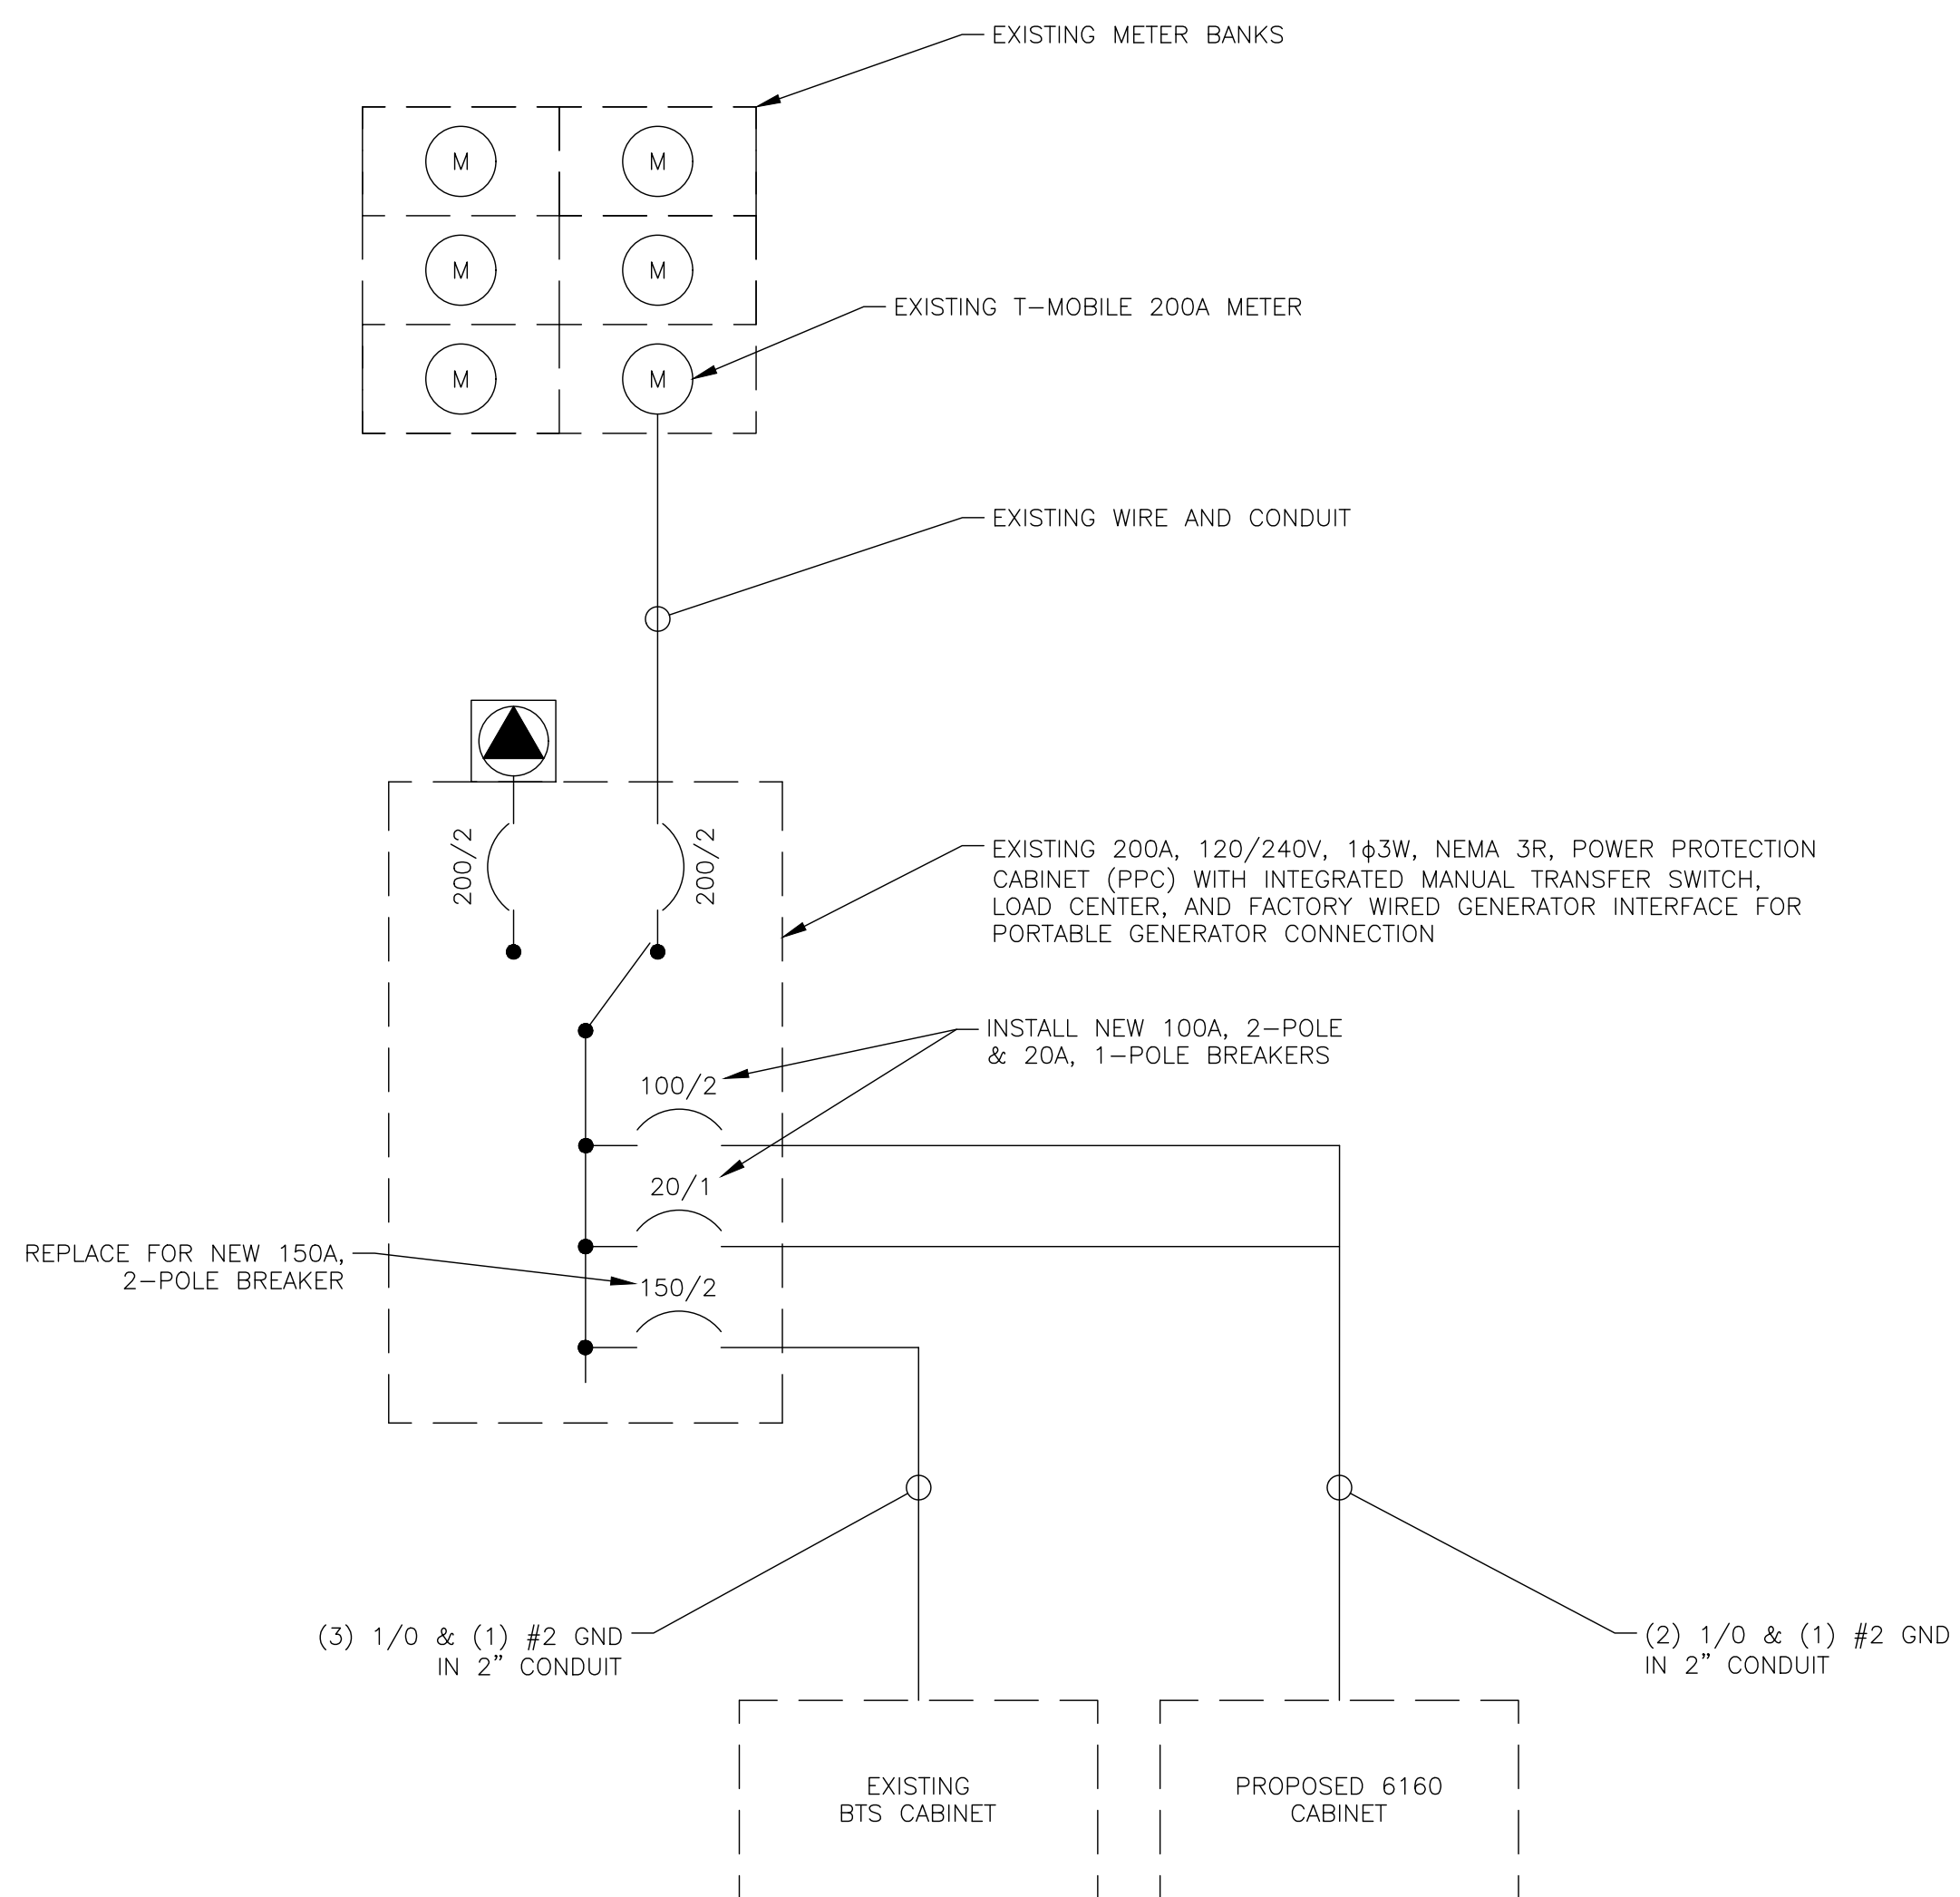 EXISTING METER BANKS
M
M
M
M
EXISTING T-MOBILE 200A METER
M
M
EXISTING WIRE AND CONDUIT
200/2
200/2
EXISTING 200A, 120/240V, 1ϕ3W, NEMA 3R, POWER PROTECTION
CABINET (PPC) WITH INTEGRATED MANUAL TRANSFER SWITCH,
LOAD CENTER, AND FACTORY WIRED GENERATOR INTERFACE FOR
PORTABLE GENERATOR CONNECTION
INSTALL NEW 100A, 2-POLE
& 20A, 1-POLE BREAKERS
100/2
20/1
REPLACE FOR NEW 150A,
2-POLE BREAKER
150/2
(3) 1/0 & (1) #2 GND
IN 2" CONDUIT
(2) 1/0 & (1) #2 GND
IN 2" CONDUIT
EXISTING
BTS CABINET
PROPOSED 6160
CABINET